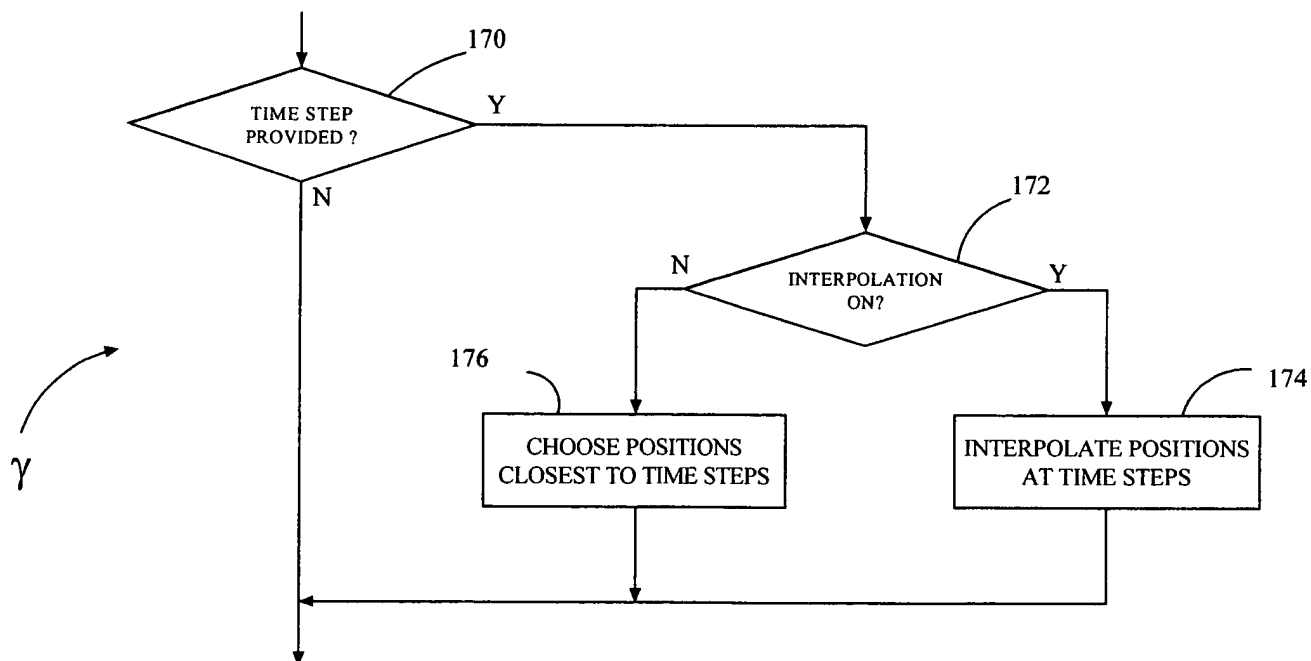 170
TIME STEP
PROVIDED ?
Y
N
172
N
INTERPOLATION
ON?
Y
176
174
CHOOSE POSITIONS
CLOSEST TO TIME STEPS
INTERPOLATE POSITIONS
AT TIME STEPS
γ